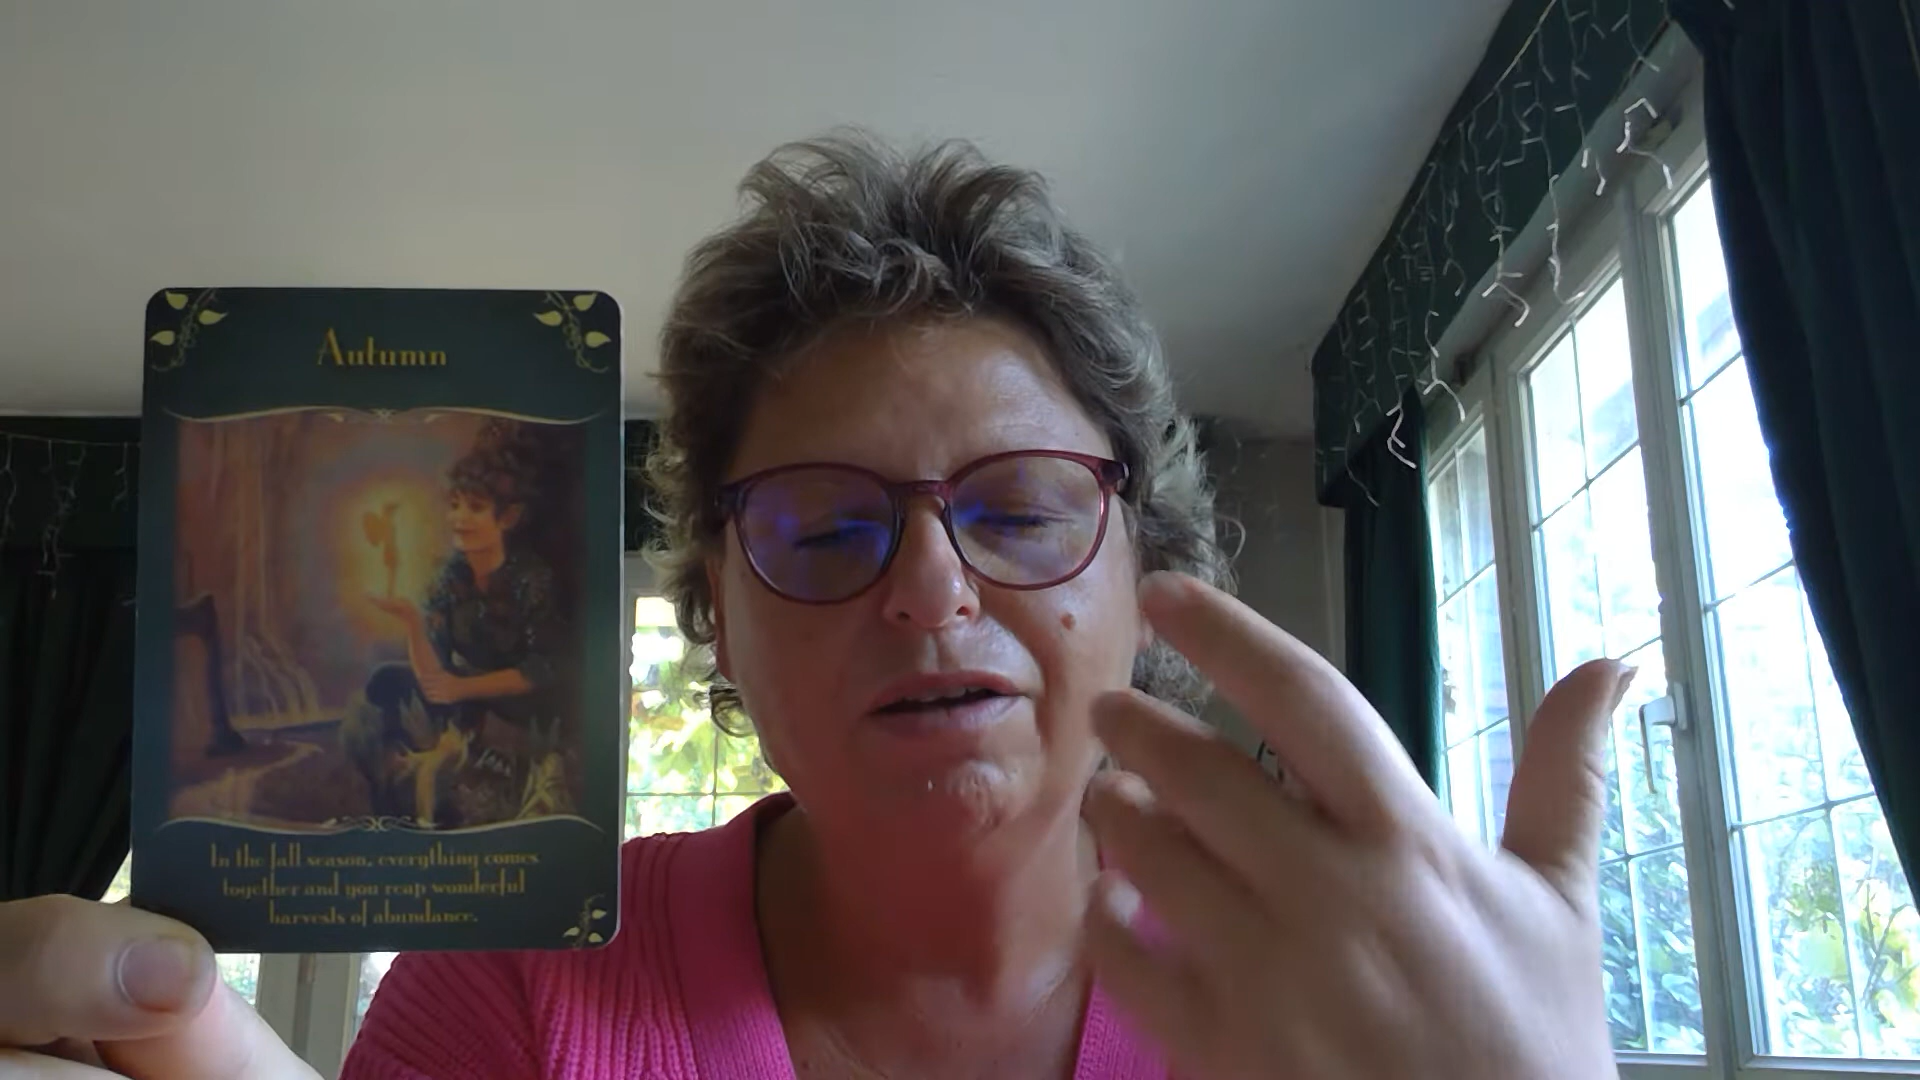 Autumn
In the fall season, everything comes
together and you reap wonderful
harvests of abundance.